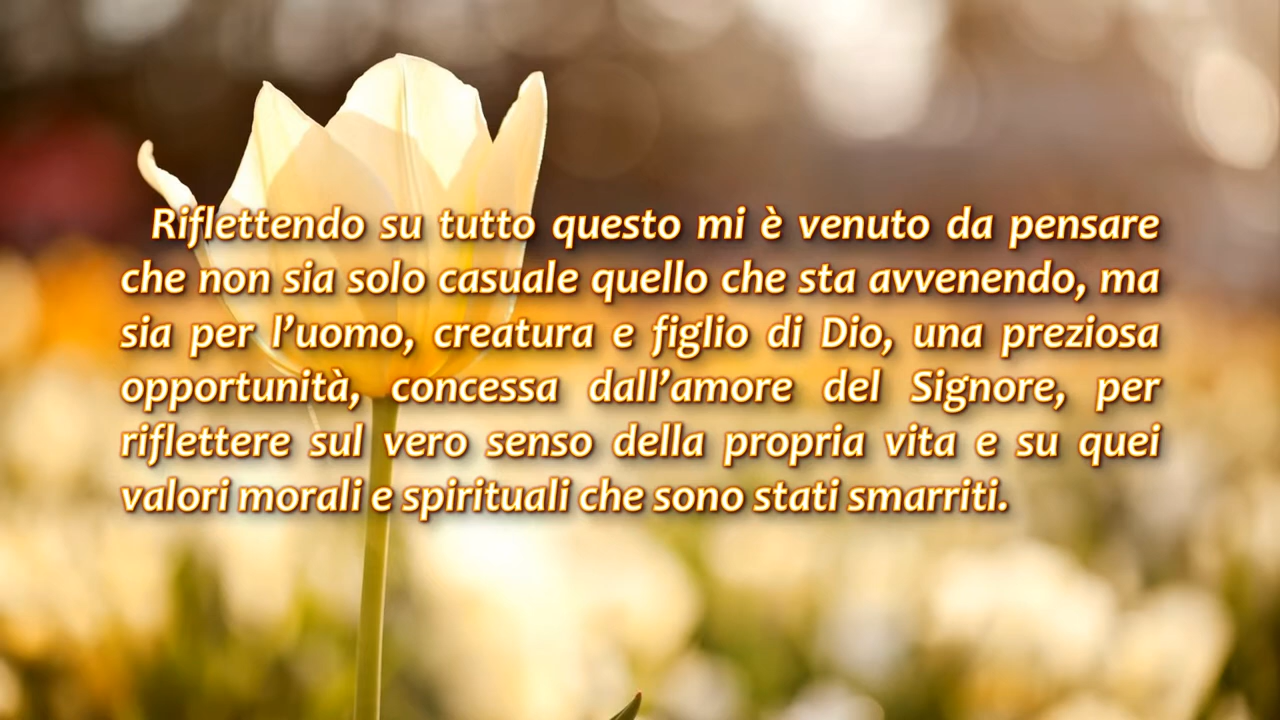 Riflettendo su tutto questo mi è venuto da pensare
che non sia solo casuale quello che sta avvenendo, ma
sia per l’uomo, creatura e figlio di Dio, una preziosa
opportunità, concessa dall’amore del Signore, per
riflettere sul vero senso della propria vita e su quei
valori morali e spirituali che sono stati smarriti.